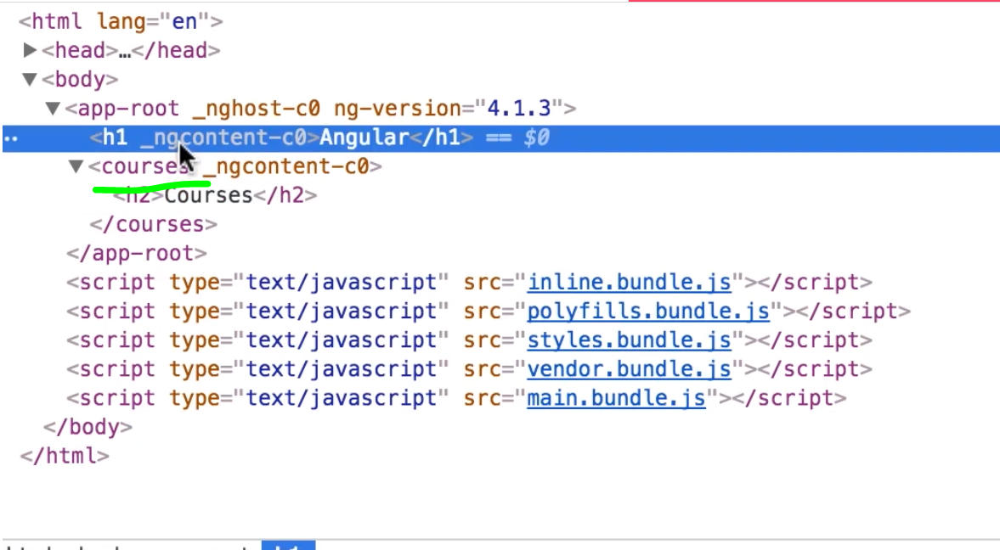 <html lang="en">
▶<head>…</head>
▼<body>
▼<app-root _nghost-c0 ng-version="4.1.3">
<h1 _ngcontent-c0>Angular</h1> == $0
▼<courses _ngcontent-c0>
<h2>Courses</h2>
</courses>
</app-root>
<script type="text/javascript" src="inline.bundle.js"></script>
<script type="text/javascript" src="polyfills.bundle.js"></script>
<script type="text/javascript" src="styles.bundle.js"></script>
<script type="text/javascript" src="vendor.bundle.js"></script>
<script type="text/javascript" src="main.bundle.js"></script>
</body>
</html>